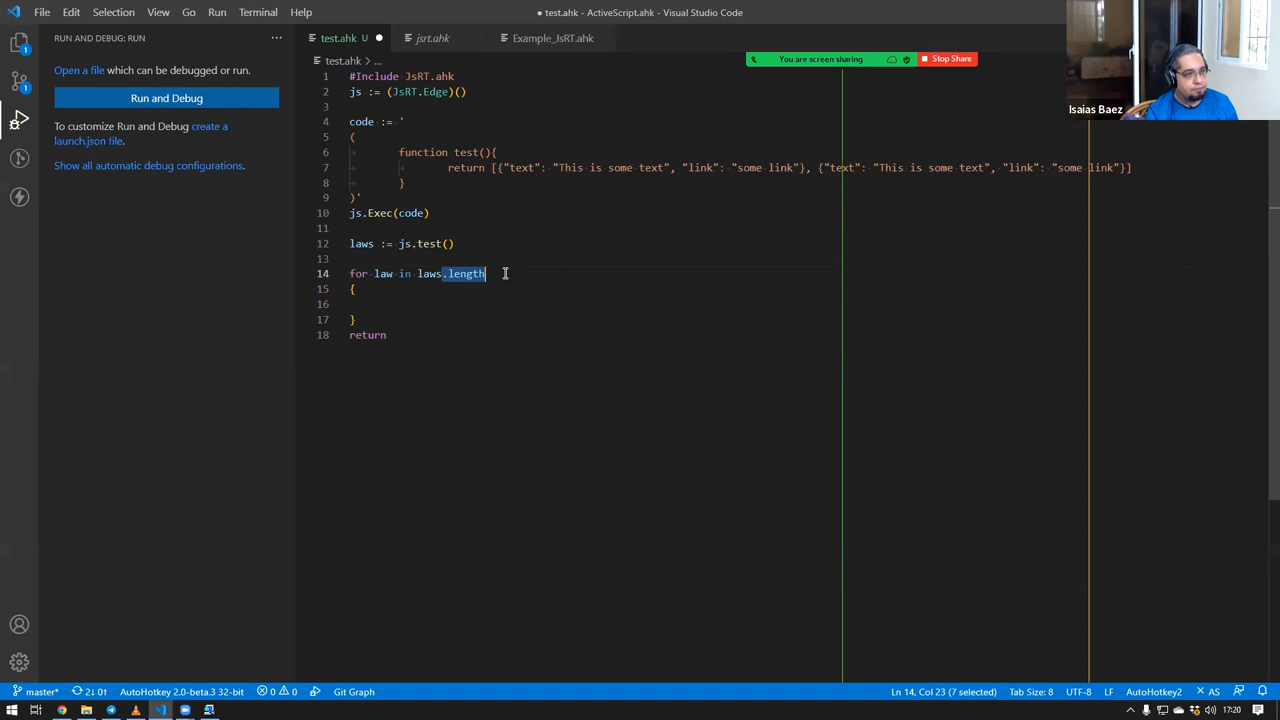 File Edit Selection View Go Run Terminal Help
test.ahk - ActiveScript.ahk - Visual Studio Code
RUN AND DEBUG: RUN
test.ahk U
jsrt.ahk
Example_JsRT.ahk
test.ahk > ...
You are screen sharing
Stop Share
Isaias Baez
Open a file which can be debugged or run.
Run and Debug
To customize Run and Debug create a
launch.json file.
Show all automatic debug configurations.
1 #Include JsRT.ahk
2 js := (JsRT.Edge)()
3
4 code := '
5 (
6 function test(){
7 return [{"text": "This is some text", "link": "some link"}, {"text": "This is some text", "link": "some link"}]
8 }
9 )'
10 js.Exec(code)
11
12 laws := js.test()
13
14 for law in laws.length
15 {
16
17 }
18 return
master* 2↓ 0↑ AutoHotkey 2.0-beta.3 32-bit 0 0 Git Graph
Ln 14, Col 23 (7 selected) Tab Size: 8 UTF-8 LF AutoHotkey2 AS
17:20